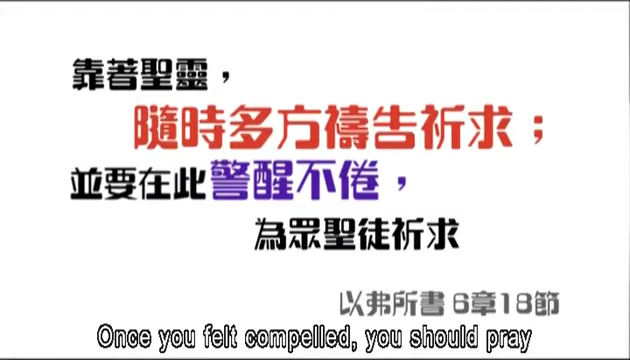 靠著聖靈，
隨時多方禱告祈求；
並要在此警醒不倦，
為眾聖徒祈求
以弗所書 6章18節
Once you felt compelled, you should pray